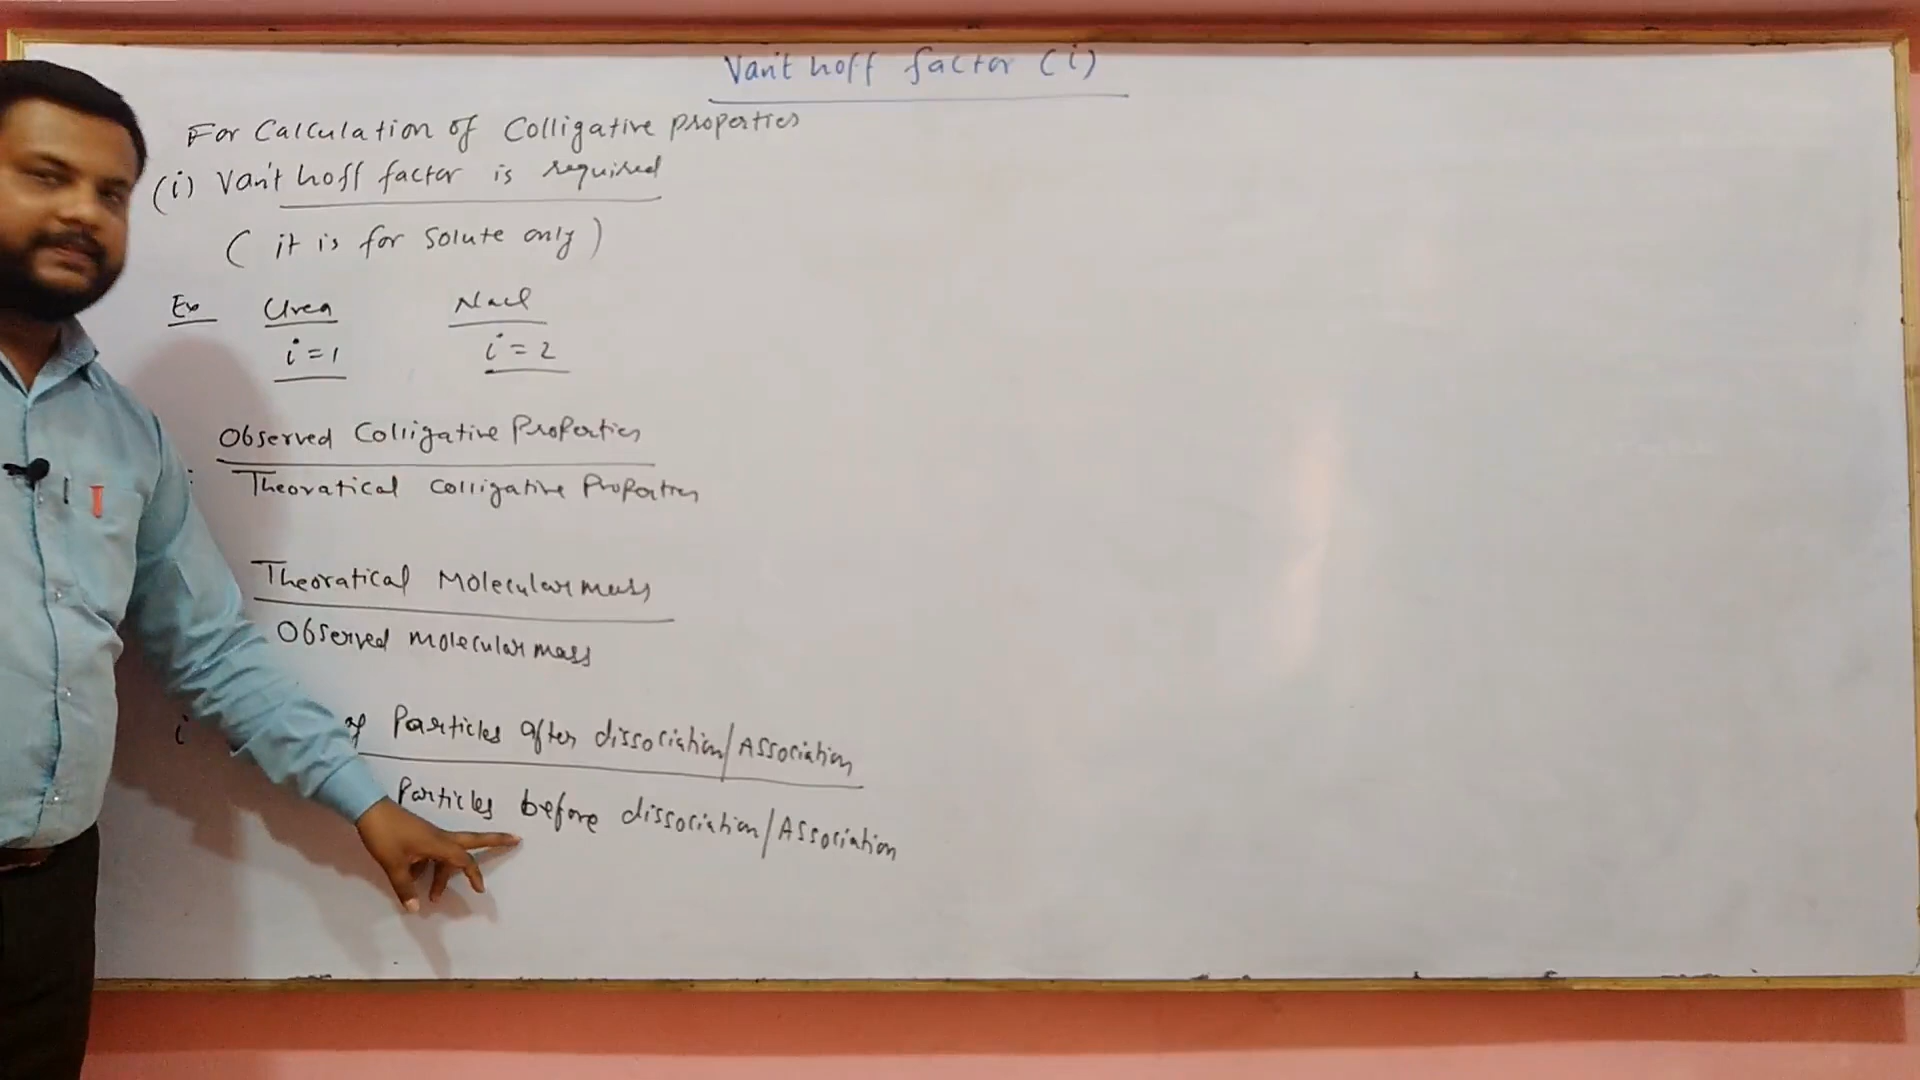 Van't hoff factor (i)
For Calculation of Colligative properties
(i) Van't hoff factor is required
( it is for Solute only )
Ex Urea NaCl
i = 1 i = 2
Observed Colligative Properties
Theoratical Colligative Properties
Theoratical Molecular mass
Observed molecular mass
i of Particles after dissociation/Association
Particles before dissociation/Association